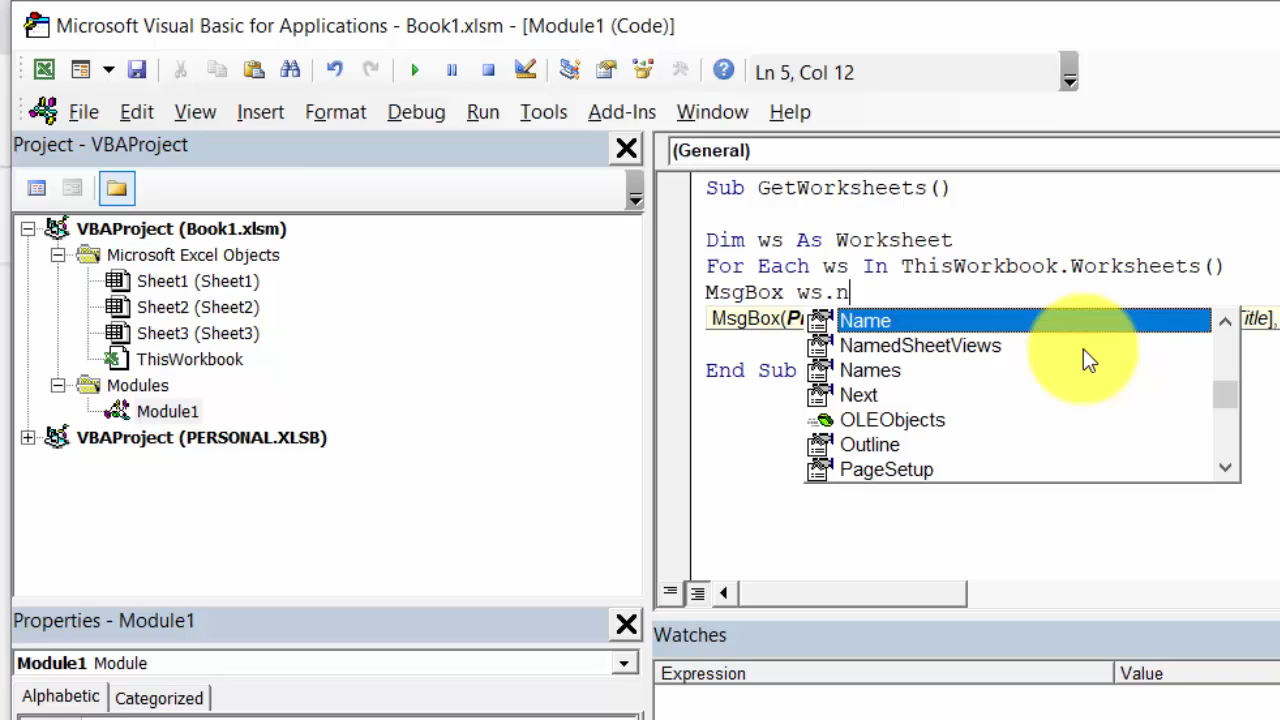 Microsoft Visual Basic for Applications - Book1.xlsm - [Module1 (Code)]
Ln 5, Col 12
File Edit View Insert Format Debug Run Tools Add-Ins Window Help
Project - VBAProject
VBAProject (Book1.xlsm)
Microsoft Excel Objects
Sheet1 (Sheet1)
Sheet2 (Sheet2)
Sheet3 (Sheet3)
ThisWorkbook
Modules
Module1
VBAProject (PERSONAL.XLSB)
Properties - Module1
Module1 Module
Alphabetic Categorized
(General)
Sub GetWorksheets()
Dim ws As Worksheet
For Each ws In ThisWorkbook.Worksheets()
MsgBox ws.n
MsgBox( Title],
Name
NamedSheetViews
Names
Next
OLEObjects
Outline
PageSetup
End Sub
Watches
Expression Value